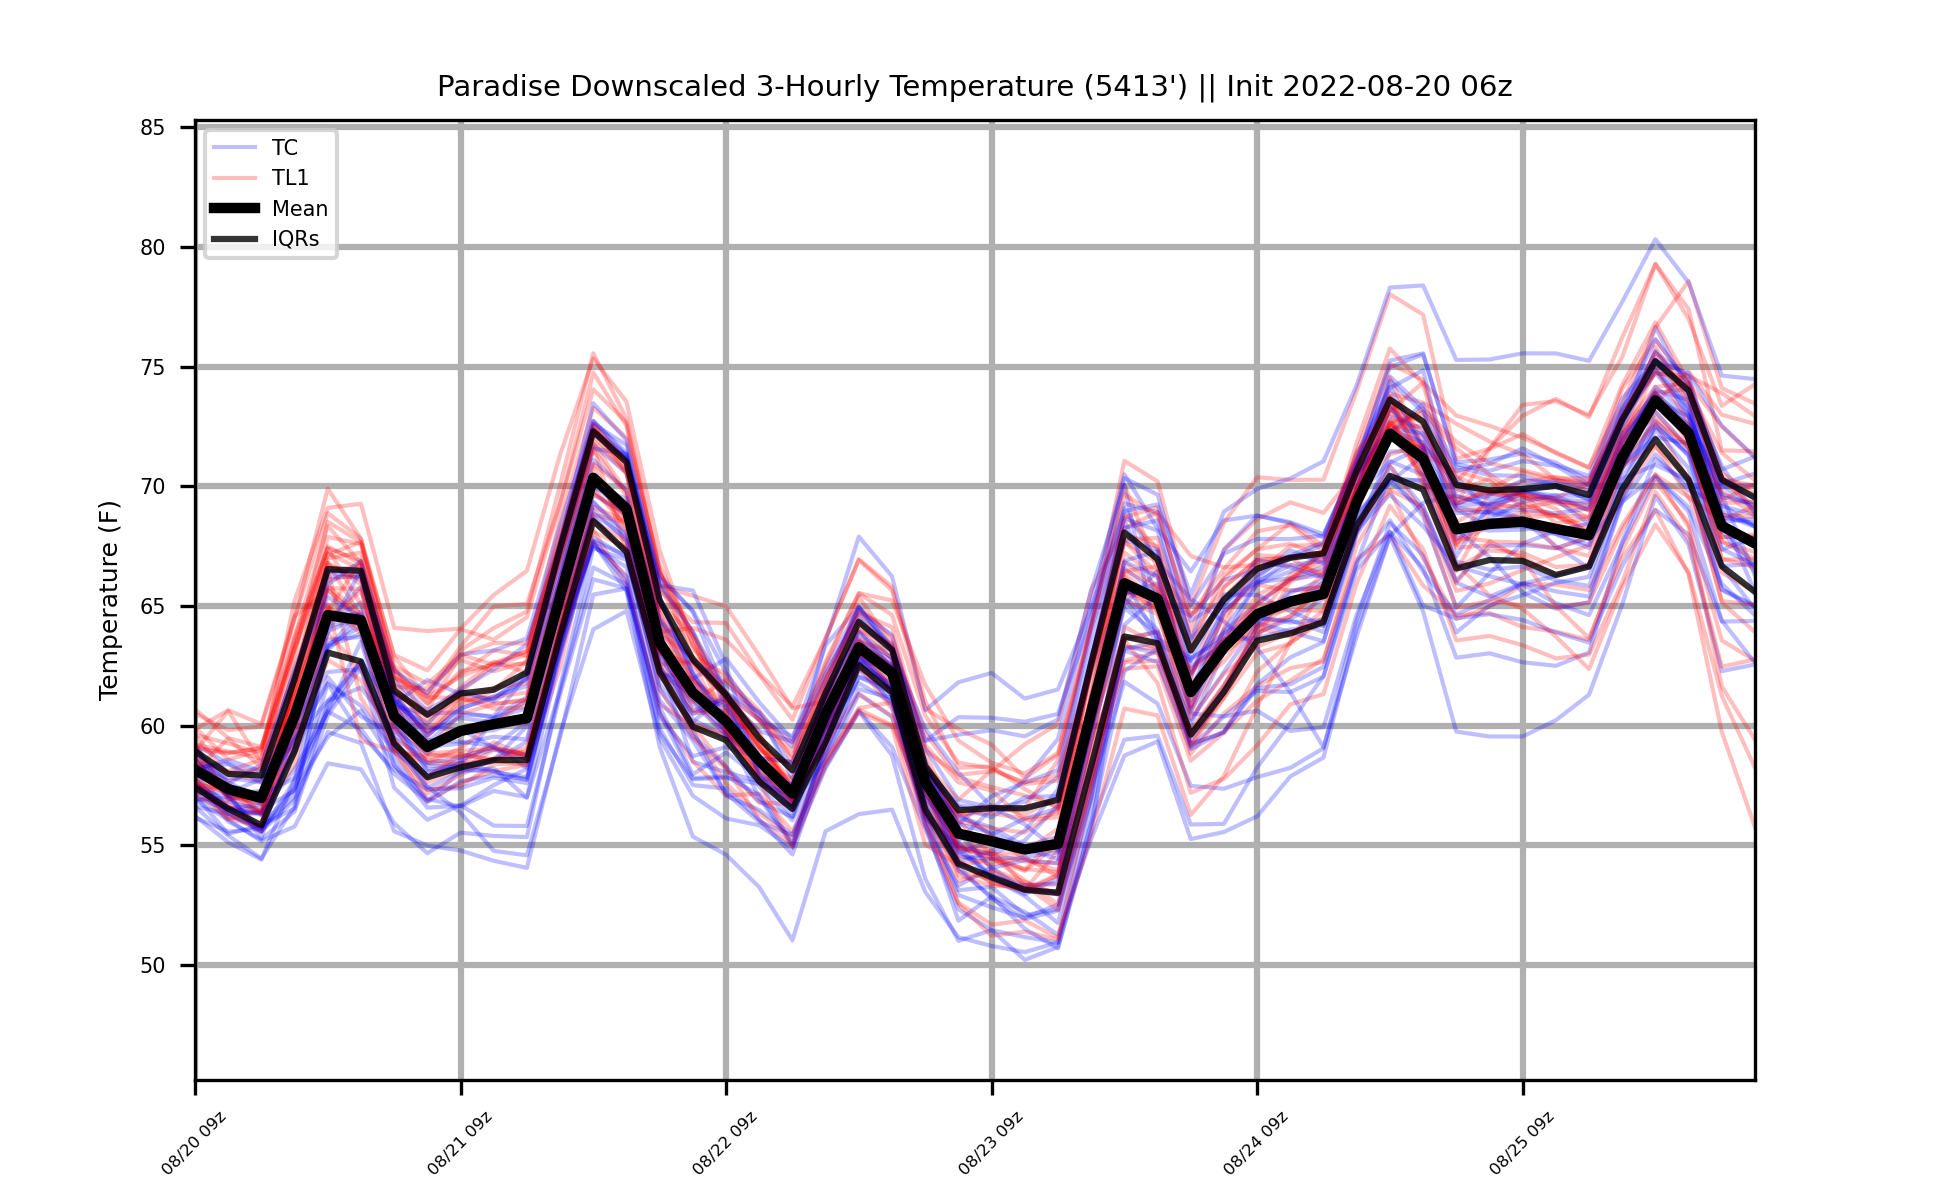 Paradise Downscaled 3-Hourly Temperature (5413') || Init 2022-08-20 06z
TC
TL1
Mean
IQRs
Temperature (F)
85
80
75
70
65
60
55
50
08/20 09z
08/21 09z
08/22 09z
08/23 09z
08/24 09z
08/25 09z